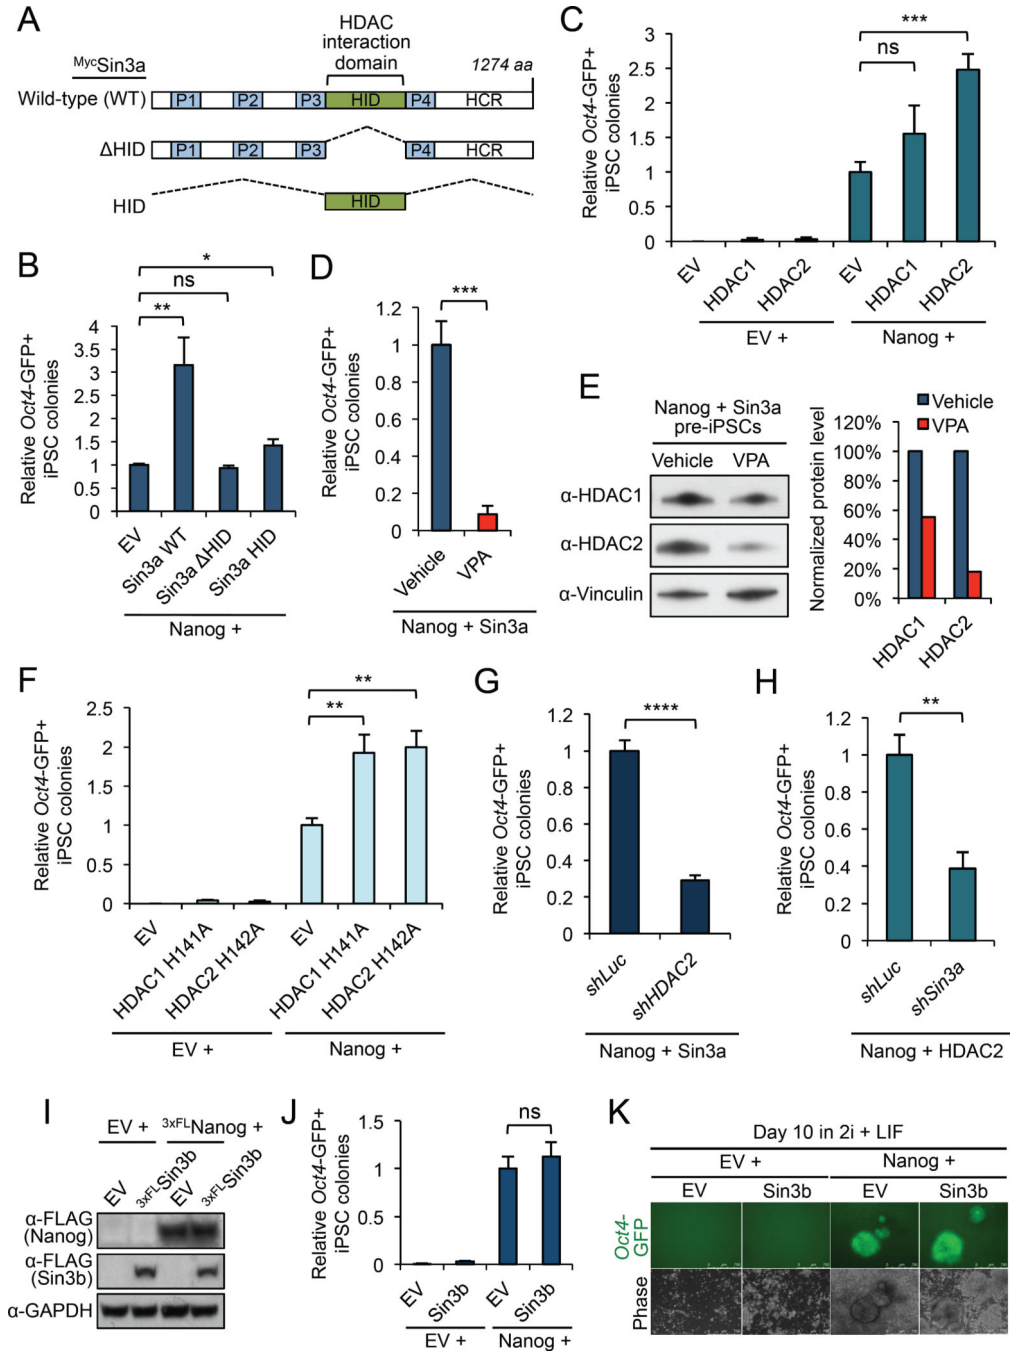 A
HDAC
interaction
domain
MycSin3a
1274 aa
Wild-type (WT)
P1 P2 P3 HID P4 HCR
ΔHID
P1 P2 P3 P4 HCR
HID
HID
B
Relative Oct4-GFP+
iPSC colonies
4
3.5
3
2.5
2
1.5
1
0.5
0
*
ns
**
EV
Sin3a WT
Sin3a ΔHID
Sin3a HID
Nanog +
C
Relative Oct4-GFP+
iPSC colonies
3
2.5
2
1.5
1
0.5
0
***
ns
EV
HDAC1
HDAC2
EV
HDAC1
HDAC2
EV +
Nanog +
D
Relative Oct4-GFP+
iPSC colonies
1.2
1
0.8
0.6
0.4
0.2
0
***
Vehicle
VPA
Nanog + Sin3a
E
Nanog + Sin3a
pre-iPSCs
Vehicle VPA
α-HDAC1
α-HDAC2
α-Vinculin
Vehicle
VPA
Normalized protein level
120%
100%
80%
60%
40%
20%
0%
HDAC1
HDAC2
F
Relative Oct4-GFP+
iPSC colonies
2.5
2
1.5
1
0.5
0
**
**
EV
HDAC1 H141A
HDAC2 H142A
EV
HDAC1 H141A
HDAC2 H142A
EV +
Nanog +
G
Relative Oct4-GFP+
iPSC colonies
1.2
1
0.8
0.6
0.4
0.2
0
****
shLuc
shHDAC2
Nanog + Sin3a
H
Relative Oct4-GFP+
iPSC colonies
1.2
1
0.8
0.6
0.4
0.2
0
**
shLuc
shSin3a
Nanog + HDAC2
I
EV + 3xFLNanog +
EV
3xFLSin3b
EV
3xFLSin3b
α-FLAG
(Nanog)
α-FLAG
(Sin3b)
α-GAPDH
J
Relative Oct4-GFP+
iPSC colonies
1.5
1
0.5
0
ns
EV
Sin3b
EV
Sin3b
EV +
Nanog +
K
Day 10 in 2i + LIF
EV + Nanog +
EV Sin3b EV Sin3b
Oct4-
GFP
Phase